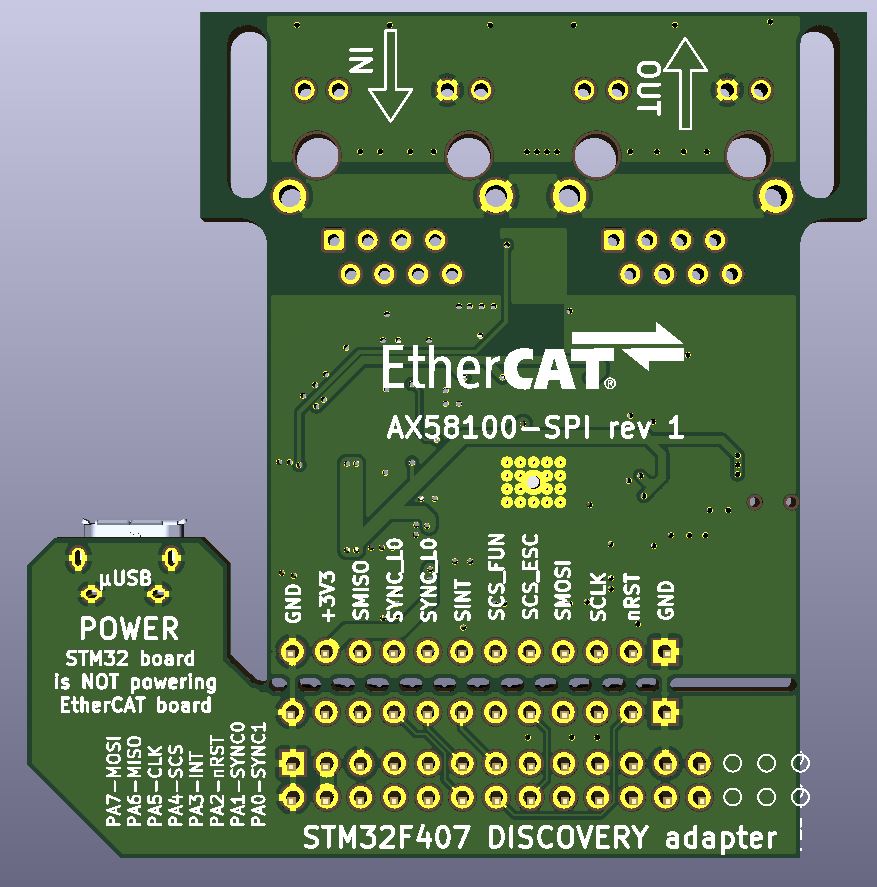 IN
OUT
EtherCAT®
AX58100-SPI rev 1
GND
+3V3
SMISO
SYNC_L0
SYNC_L0
SINT
SCS_FUN
SCS_ESC
SMOSI
SCLK
nRST
GND
µUSB
POWER
STM32 board
is NOT powering
EtherCAT board
PA7-MOSI
PA6-MISO
PA5-CLK
PA4-SCS
PA3-INT
PA2-nRST
PA1-SYNC0
PA0-SYNC1
STM32F407 DISCOVERY adapter